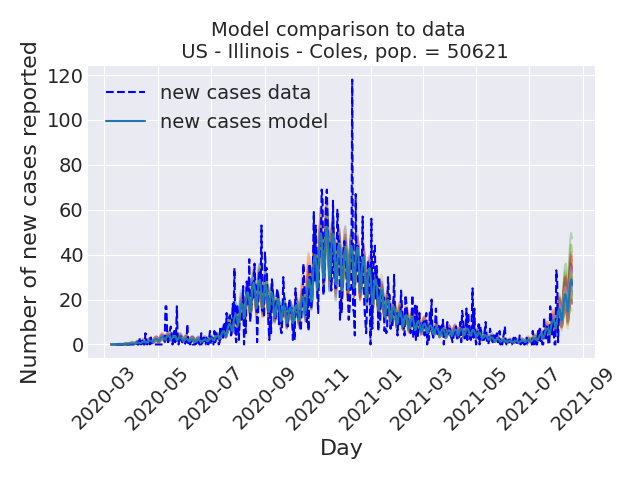 Model comparison to data
US - Illinois - Coles, pop. = 50621
Number of new cases reported
120
100
80
60
40
20
0
new cases data
new cases model
2020-03
2020-05
2020-07
2020-09
2020-11
2021-01
2021-03
2021-05
2021-07
2021-09
Day